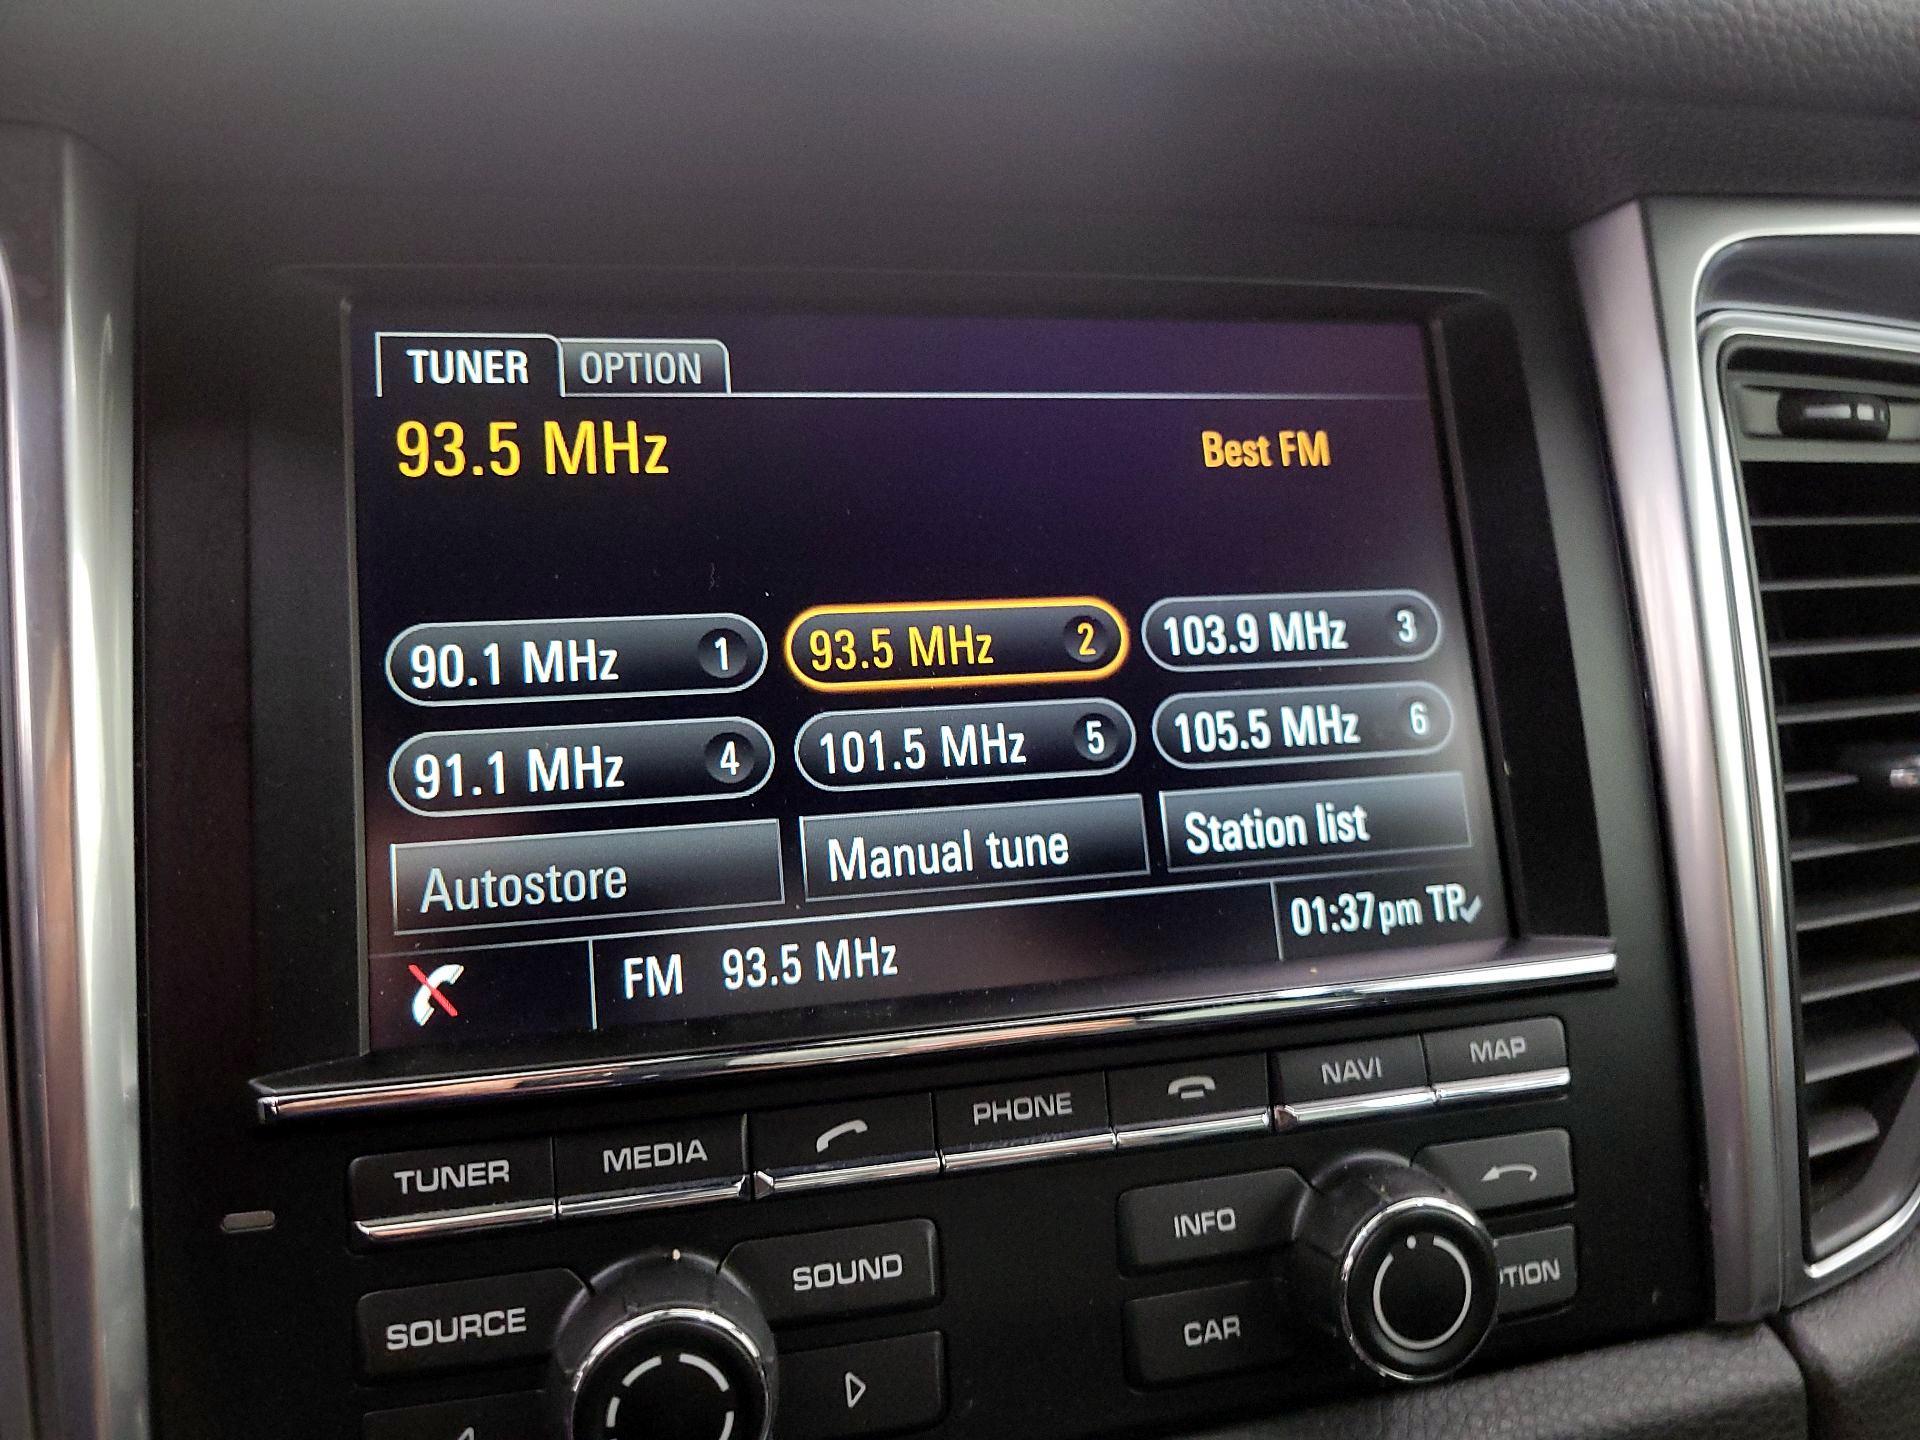 TUNER OPTION
93.5 MHz Best FM
90.1 MHz 1 93.5 MHz 2 103.9 MHz 3
91.1 MHz 4 101.5 MHz 5 105.5 MHz 6
Autostore Manual tune Station list
FM 93.5 MHz 01:37pm TP
TUNER MEDIA PHONE NAVI MAP
SOURCE SOUND INFO
CAR